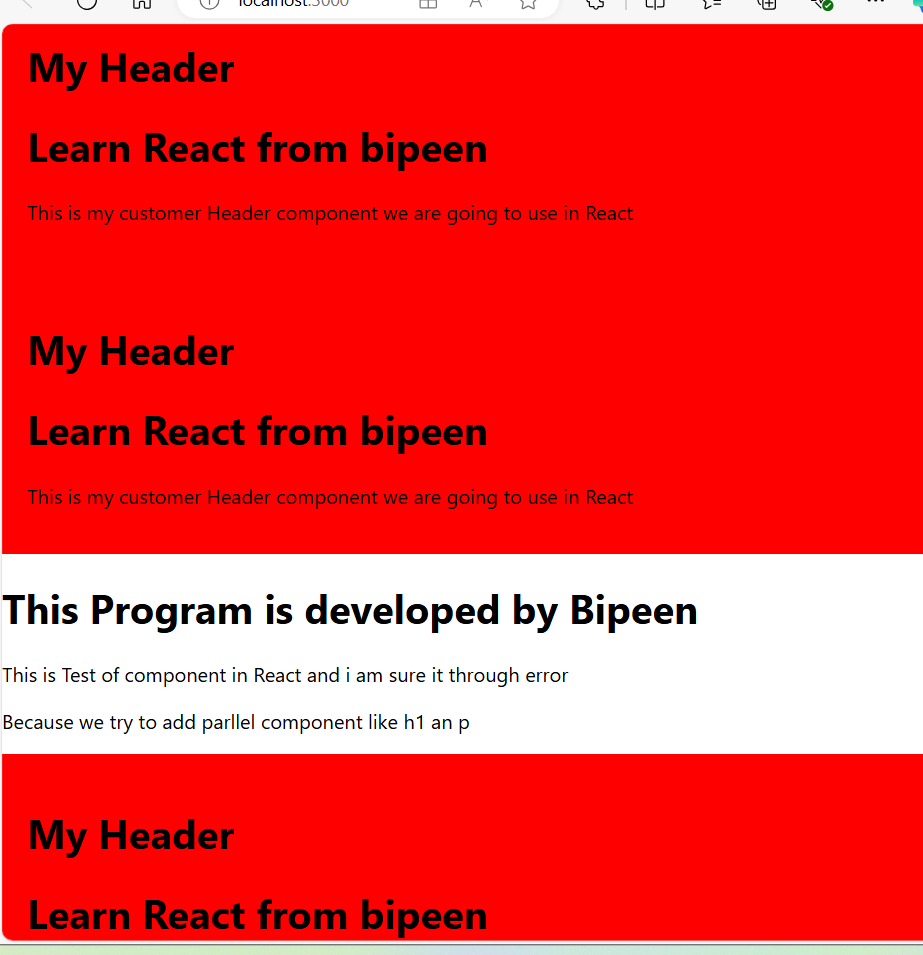 localhost:3000
My Header
Learn React from bipeen
This is my customer Header component we are going to use in React
My Header
Learn React from bipeen
This is my customer Header component we are going to use in React
This Program is developed by Bipeen
This is Test of component in React and i am sure it through error
Because we try to add parllel component like h1 an p
My Header
Learn React from bipeen